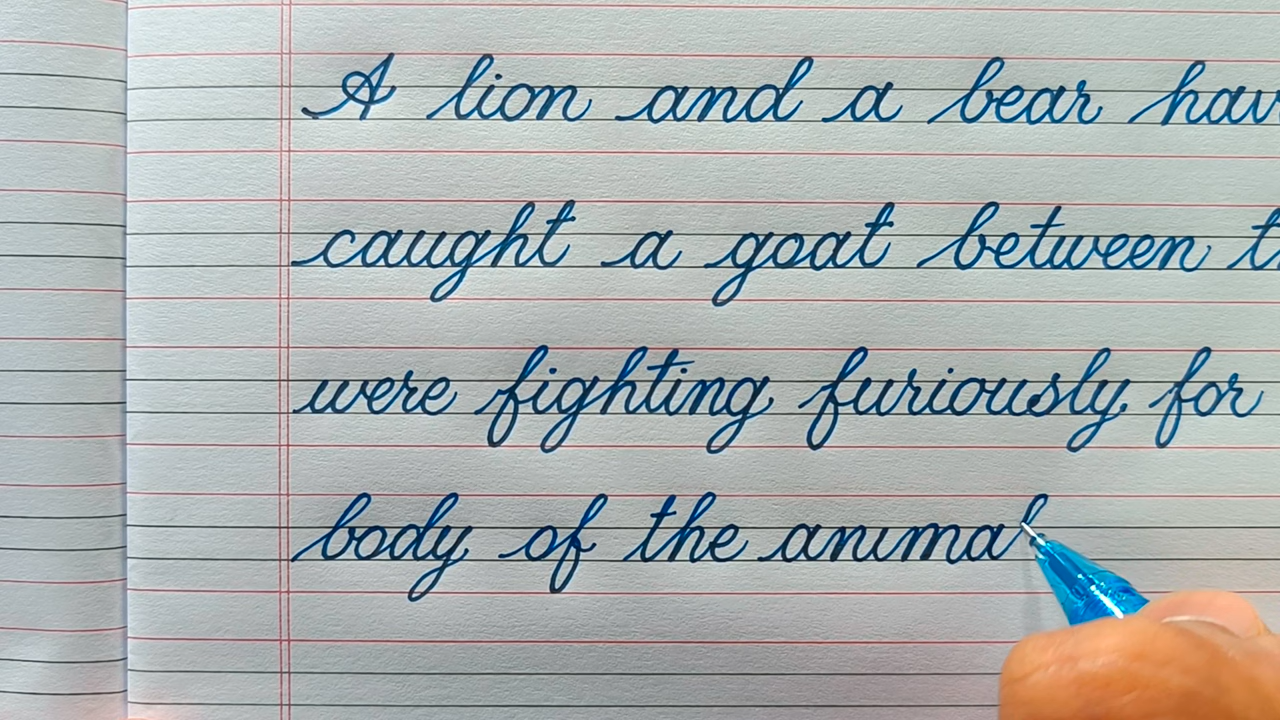 A lion and a bear hav
caught a goat between t
were fighting furiously for
body of the animal